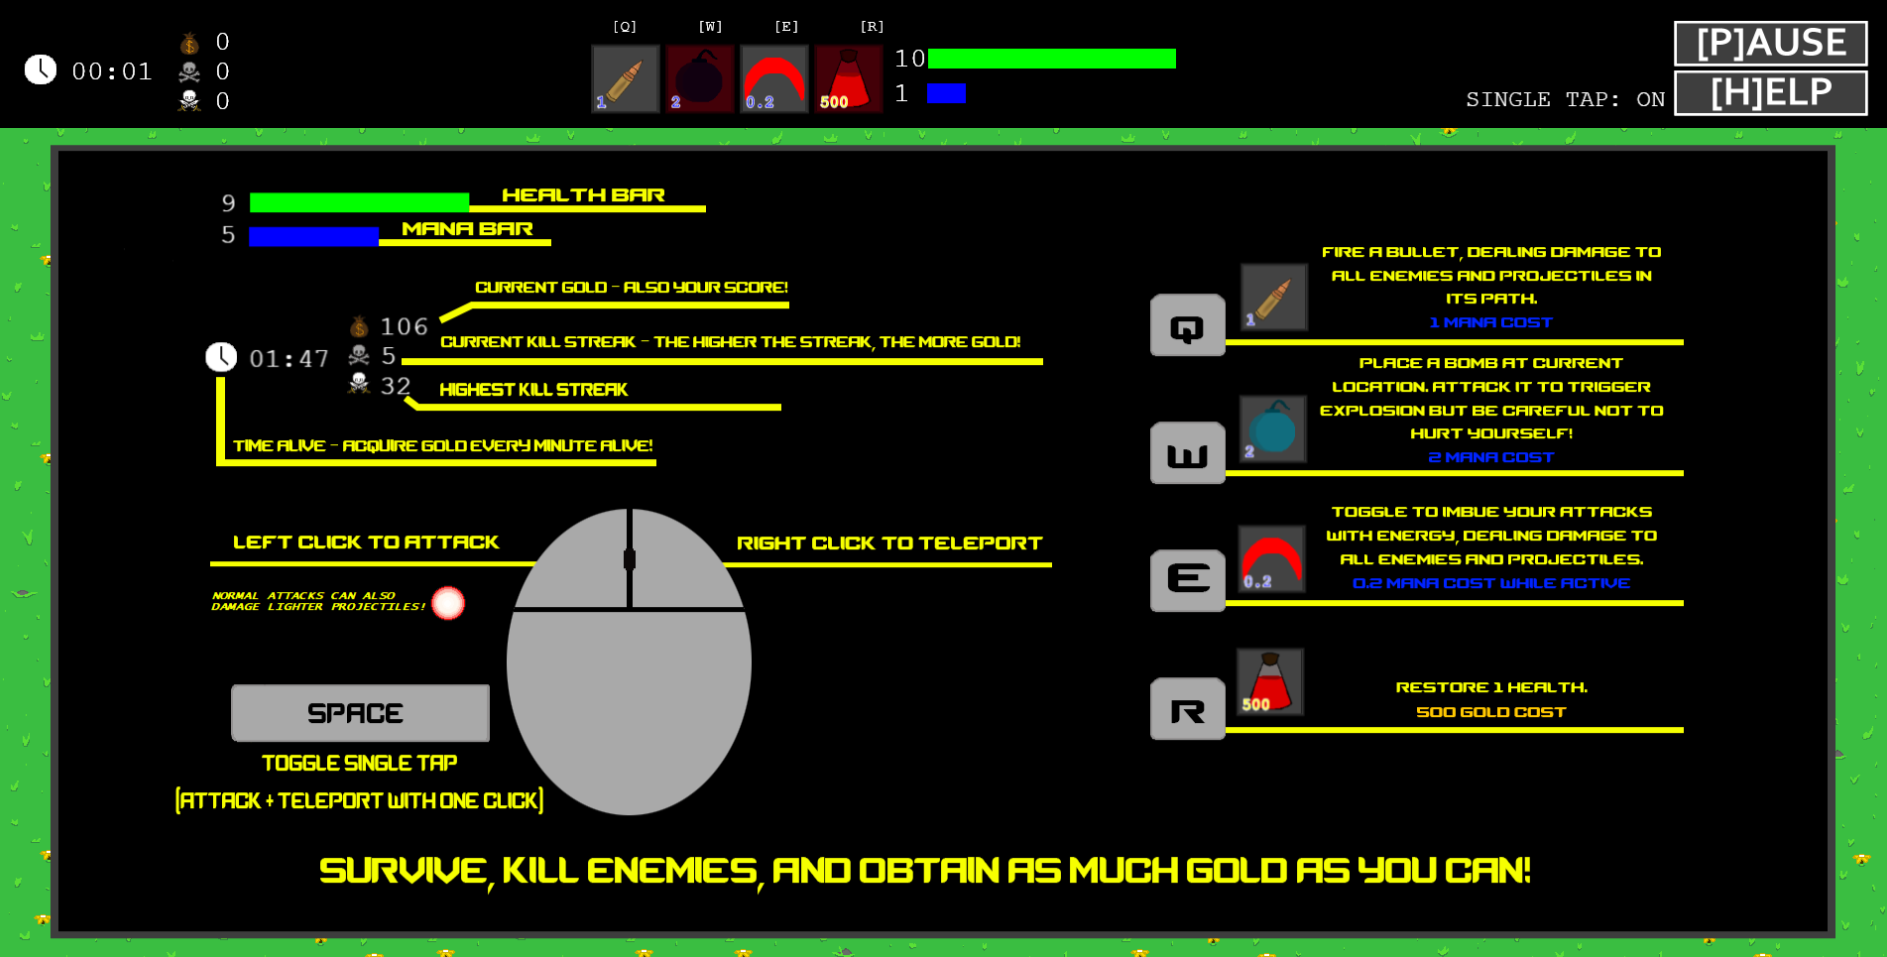 [Q] [W] [E] [R]
00:01
0
0
0
1
2
0.2
500
10
1
SINGLE TAP: ON
[P]AUSE
[H]ELP
9
HEALTH BAR
5
MANA BAR
CURRENT GOLD - ALSO YOUR SCORE!
106
CURRENT KILL STREAK - THE HIGHER THE STREAK, THE MORE GOLD!
01:47
5
32
HIGHEST KILL STREAK
TIME ALIVE - ACQUIRE GOLD EVERY MINUTE ALIVE!
LEFT CLICK TO ATTACK
RIGHT CLICK TO TELEPORT
NORMAL ATTACKS CAN ALSO
DAMAGE LIGHTER PROJECTILES!
SPACE
TOGGLE SINGLE TAP
(ATTACK + TELEPORT WITH ONE CLICK)
Q
1
FIRE A BULLET, DEALING DAMAGE TO
ALL ENEMIES AND PROJECTILES IN
ITS PATH.
1 MANA COST
W
2
PLACE A BOMB AT CURRENT
LOCATION. ATTACK IT TO TRIGGER
EXPLOSION BUT BE CAREFUL NOT TO
HURT YOURSELF!
2 MANA COST
E
0.2
TOGGLE TO IMBUE YOUR ATTACKS
WITH ENERGY, DEALING DAMAGE TO
ALL ENEMIES AND PROJECTILES.
0.2 MANA COST WHILE ACTIVE
R
500
RESTORE 1 HEALTH.
500 GOLD COST
SURVIVE, KILL ENEMIES, AND OBTAIN AS MUCH GOLD AS YOU CAN!